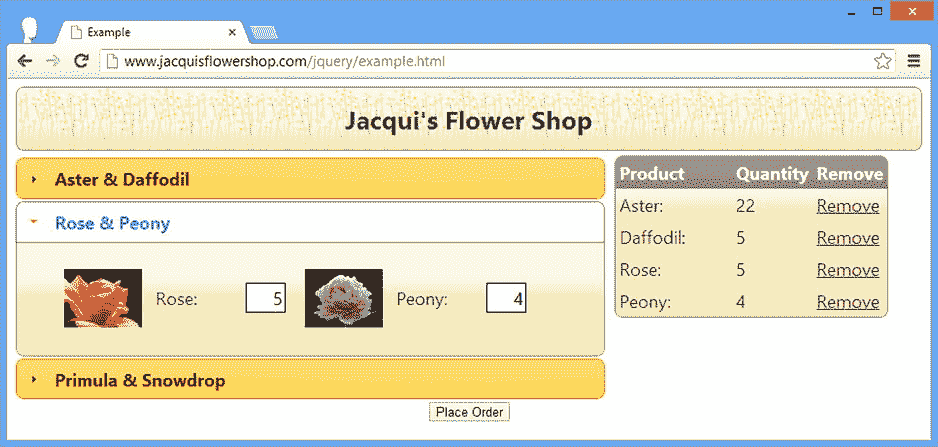 Example
www.jacquisflowershop.com/jquery/example.html
Jacqui's Flower Shop
Aster & Daffodil
Rose & Peony
Rose: 5 Peony: 4
Primula & Snowdrop
Place Order
Product Quantity Remove
Aster: 22 Remove
Daffodil: 5 Remove
Rose: 5 Remove
Peony: 4 Remove